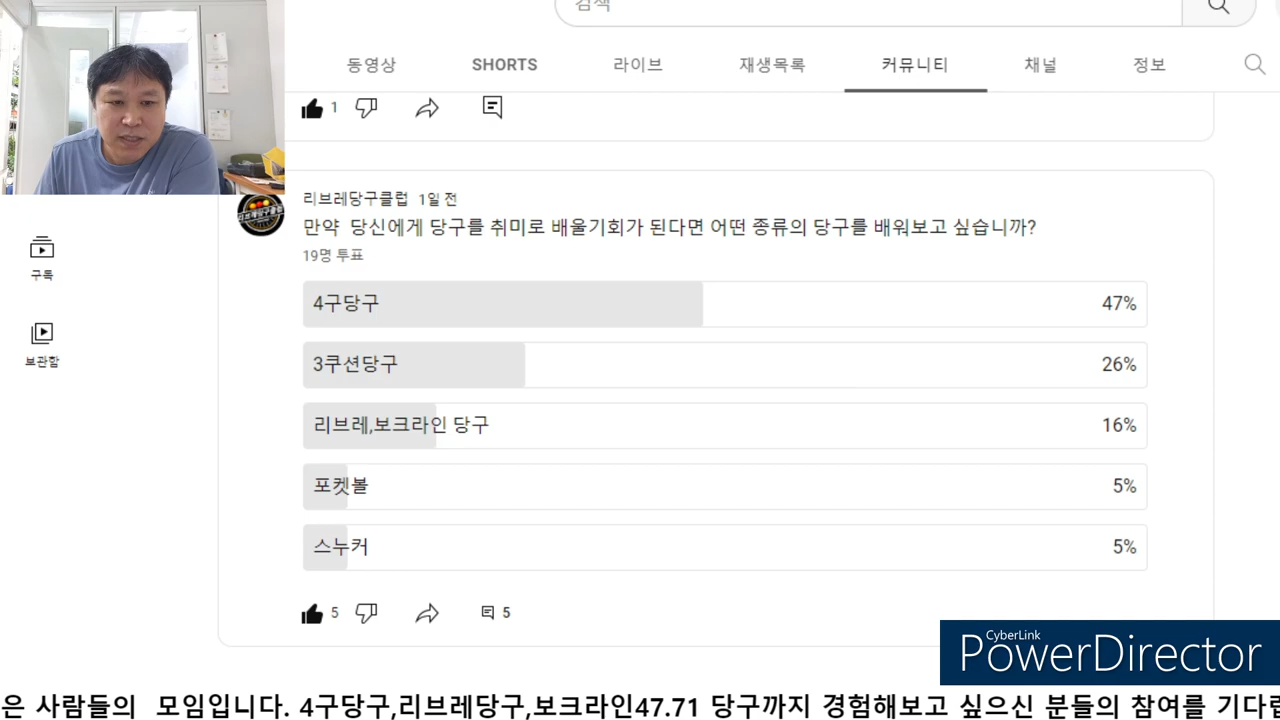 검색
동영상 SHORTS 라이브 재생목록 커뮤니티 채널 정보
1
리브레당구클럽 1일 전
만약 당신에게 당구를 취미로 배울기회가 된다면 어떤 종류의 당구를 배워보고 싶습니까?
19명 투표
구독
4구당구 47%
3쿠션당구 26%
보관함
리브레,보크라인 당구 16%
포켓볼 5%
스누커 5%
5 5
CyberLink
PowerDirector
은 사람들의 모임입니다. 4구당구,리브레당구,보크라인47.71 당구까지 경험해보고 싶으신 분들의 참여를